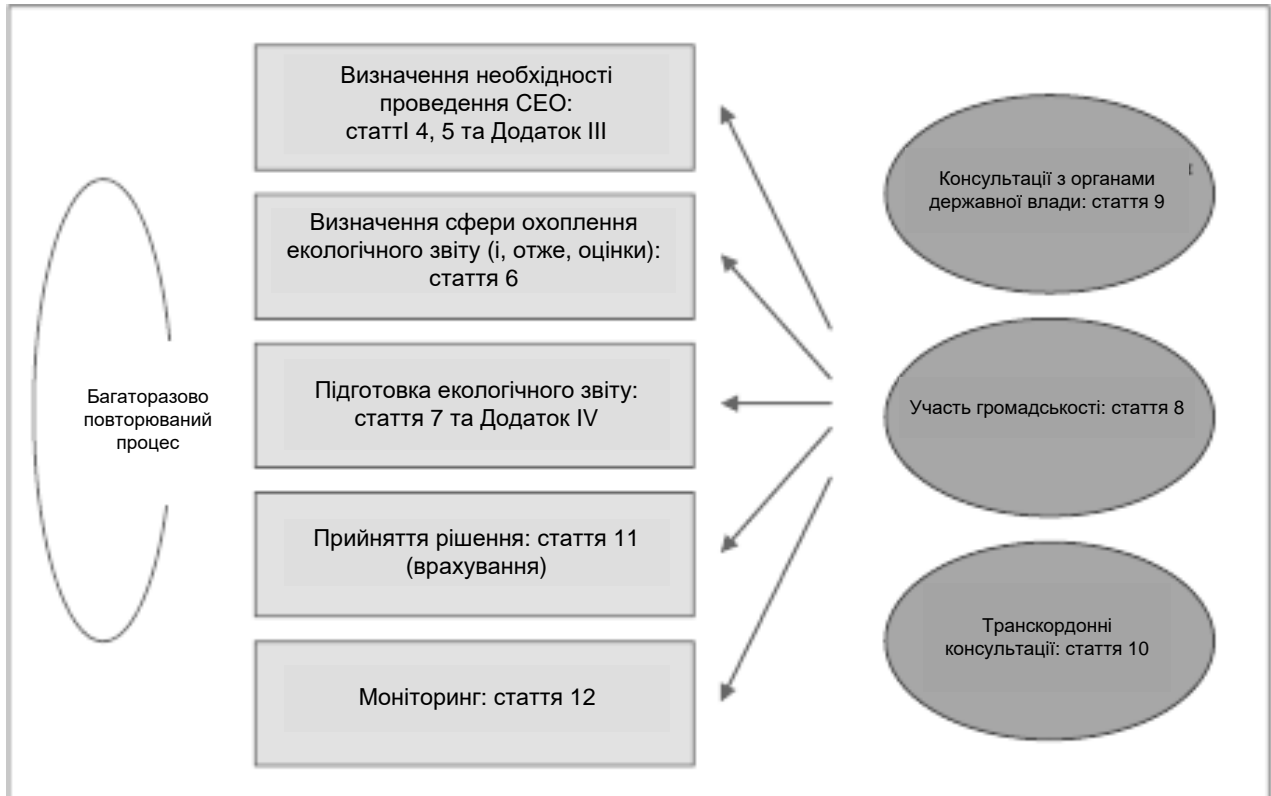 Визначення необхідності
проведення СЕО:
статтІ 4, 5 та Додаток ІІІ
Визначення сфери охоплення
екологічного звіту (і, отже, оцінки):
стаття 6
Підготовка екологічного звіту:
стаття 7 та Додаток IV
Прийняття рішення: стаття 11
(врахування)
Моніторинг: стаття 12
Багаторазово
повторюваний
процес
Консультації з органами
державної влади: стаття 9
Участь громадськості: стаття 8
Транскордонні
консультації: стаття 10